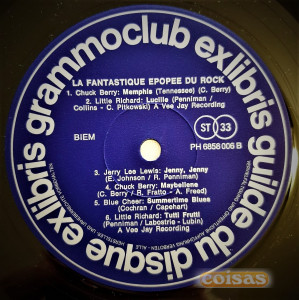 grammoclub exlibris guilde du disque exlibris
LA FANTASTIQUE EPOPEE DU ROCK
1. Chuck Berry: Memphis (Tennessee) (C. Berry)
2. Little Richard: Lucille (Penniman /
Collins - C. Pitkowski) A Vee Jay Recording
BIEM
ST 33
PH 6858 006 B
3. Jerry Lee Lewis: Jenny, Jenny
(E. Johnson / R. Penniman)
4. Chuck Berry: Maybellene
(C. Berry - R. Fratto - A. Freed)
5. Blue Cheer: Summertime Blues
(Cochran / Capehart)
6. Little Richard: Tutti Frutti
(Penniman / Labostrie - Lubin)
A Vee Jay Recording
coisas